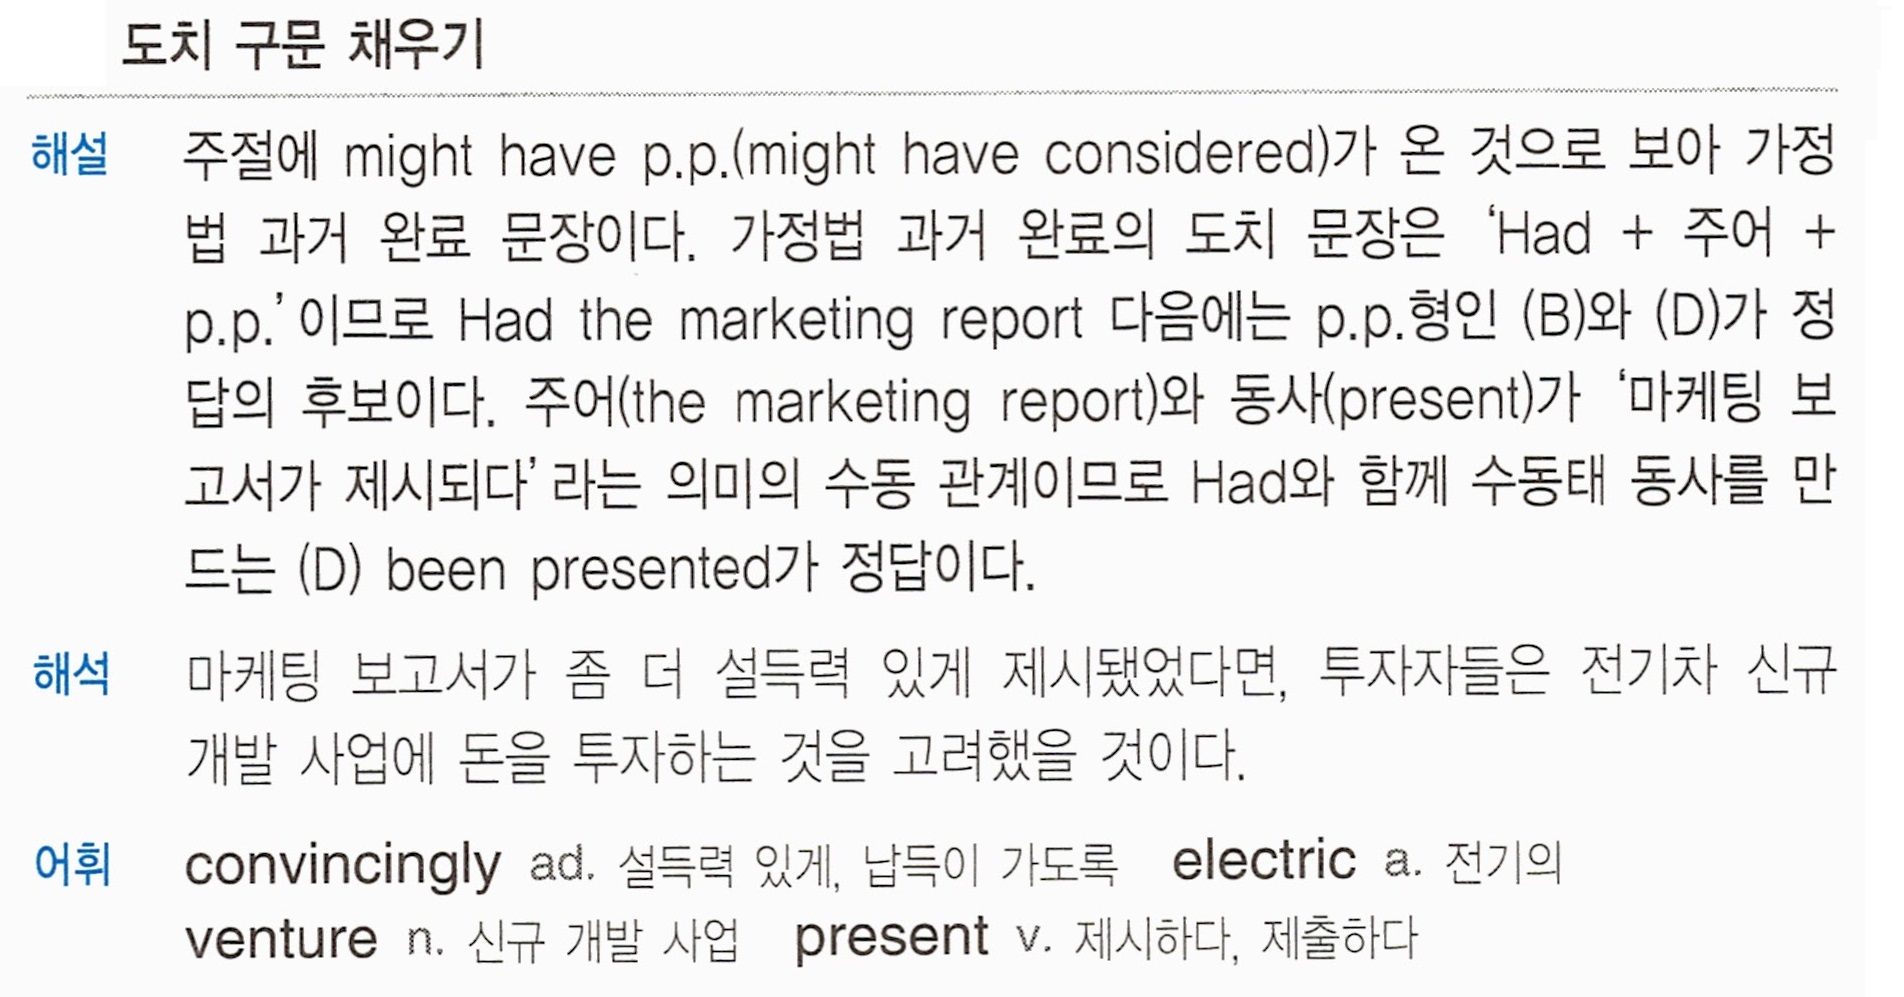 도치 구문 채우기
해설 주절에 might have p.p.(might have considered)가 온 것으로 보아 가정
법 과거 완료 문장이다. 가정법 과거 완료의 도치 문장은 ‘Had + 주어 +
p.p.’이므로 Had the marketing report 다음에는 p.p.형인 (B)와 (D)가 정
답의 후보이다. 주어(the marketing report)와 동사(present)가 ‘마케팅 보
고서가 제시되다’라는 의미의 수동 관계이므로 Had와 함께 수동태 동사를 만
드는 (D) been presented가 정답이다.
해석 마케팅 보고서가 좀 더 설득력 있게 제시됐었다면, 투자자들은 전기차 신규
개발 사업에 돈을 투자하는 것을 고려했을 것이다.
어휘 convincingly ad. 설득력 있게, 납득이 가도록 electric a. 전기의
venture n. 신규 개발 사업 present v. 제시하다, 제출하다